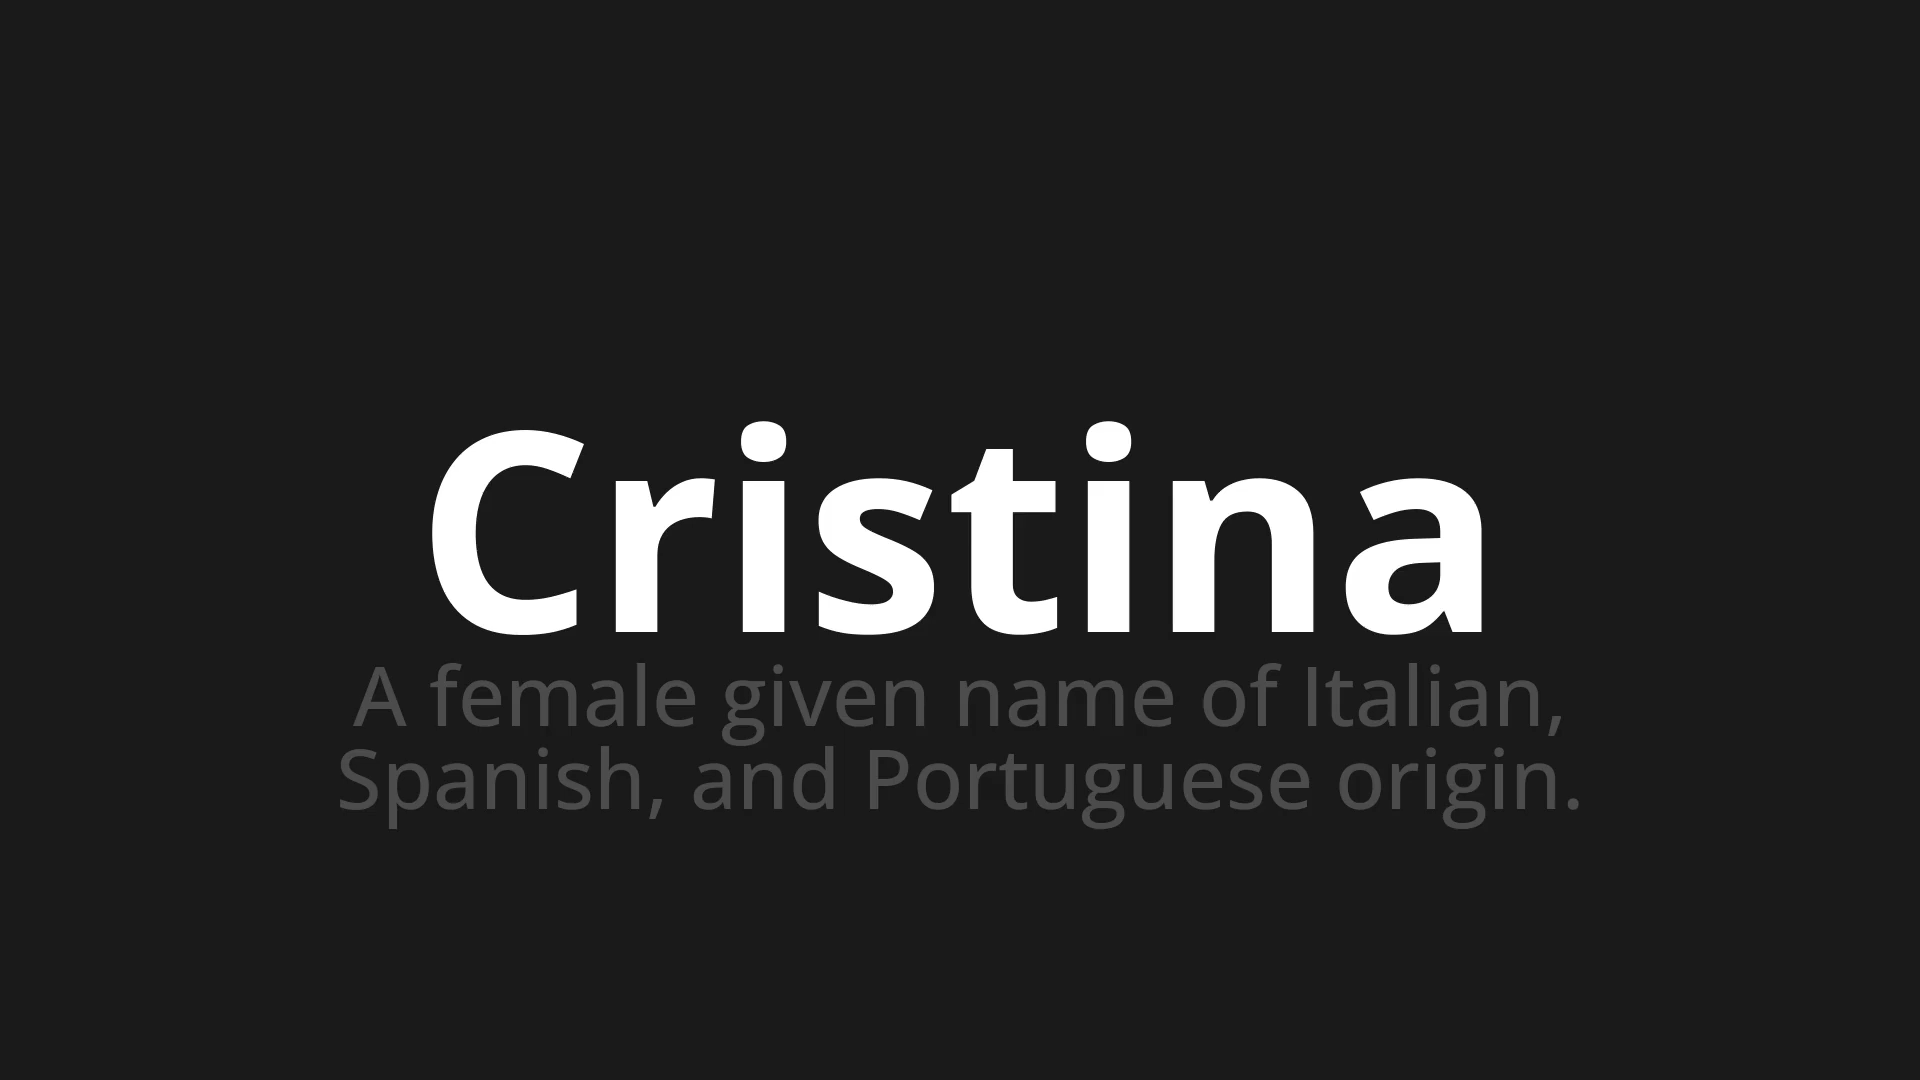 Cristina
A female given name of Italian,
Spanish, and Portuguese origin.